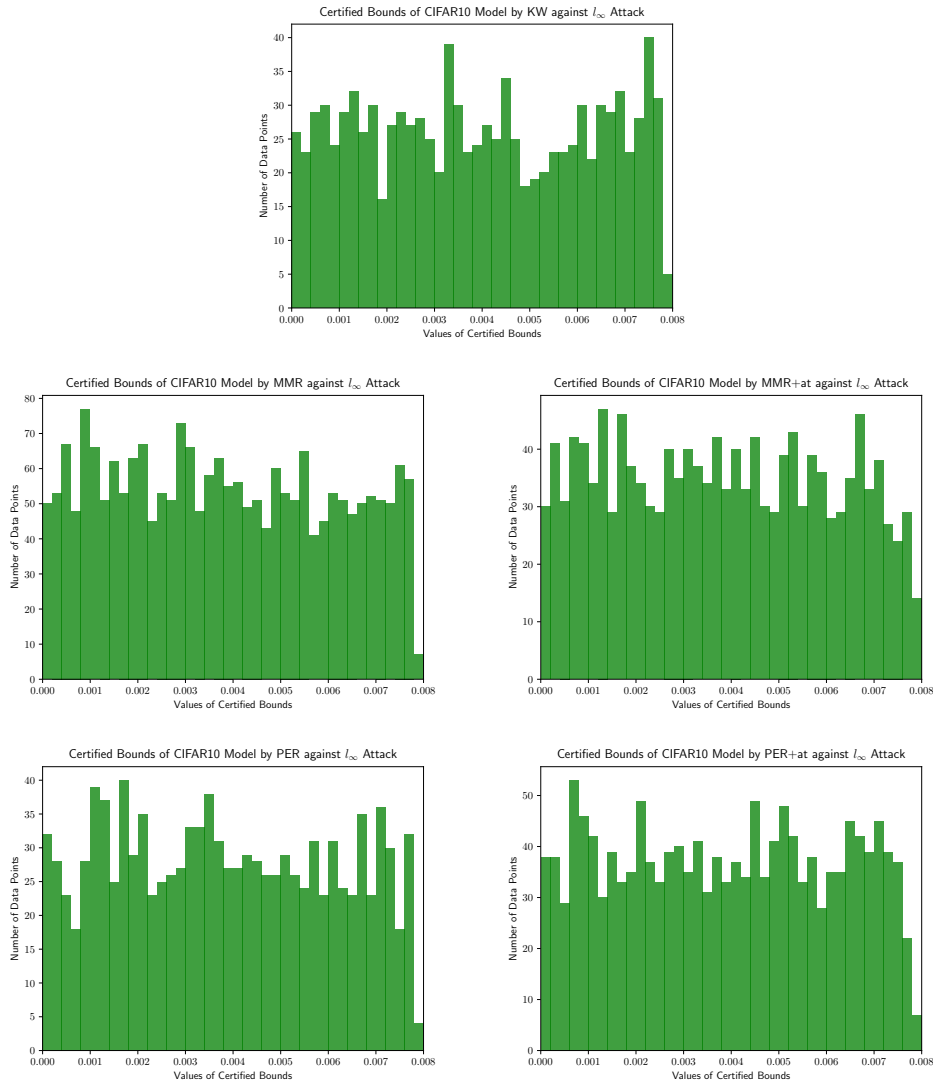 Certified Bounds of CIFAR10 Model by KW against $l_\infty$ Attack
40
35
30
25
20
15
10
5
0
Number of Data Points
0.000 0.001 0.002 0.003 0.004 0.005 0.006 0.007 0.008
Values of Certified Bounds
Certified Bounds of CIFAR10 Model by MMR against $l_\infty$ Attack
80
70
60
50
40
30
20
10
0
Number of Data Points
0.000 0.001 0.002 0.003 0.004 0.005 0.006 0.007 0.008
Values of Certified Bounds
Certified Bounds of CIFAR10 Model by MMR+at against $l_\infty$ Attack
40
30
20
10
0
Number of Data Points
0.000 0.001 0.002 0.003 0.004 0.005 0.006 0.007 0.008
Values of Certified Bounds
Certified Bounds of CIFAR10 Model by PER against $l_\infty$ Attack
40
35
30
25
20
15
10
5
0
Number of Data Points
0.000 0.001 0.002 0.003 0.004 0.005 0.006 0.007 0.008
Values of Certified Bounds
Certified Bounds of CIFAR10 Model by PER+at against $l_\infty$ Attack
50
40
30
20
10
0
Number of Data Points
0.000 0.001 0.002 0.003 0.004 0.005 0.006 0.007 0.008
Values of Certified Bounds